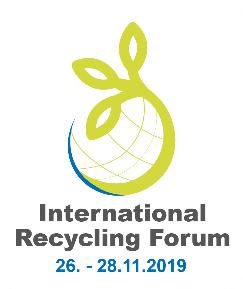 International
Recycling Forum
26. - 28.11.2019